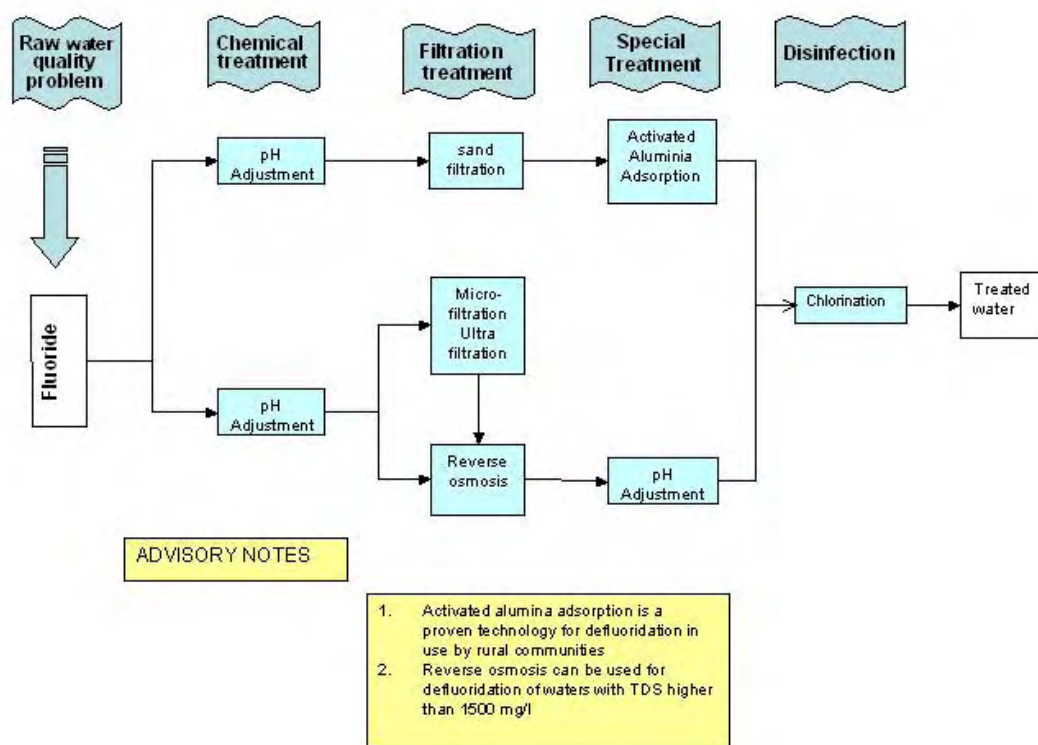 Raw water
quality
problem
Chemical
treatment
Filtration
treatment
Special
Treatment
Disinfection
pH
Adjustment
sand
filtration
Activated
Aluminia
Adsorption
Fluoride
Micro-
filtration
Ultra
filtration
Chlorination
Treated
water
pH
Adjustment
Reverse
osmosis
pH
Adjustment
ADVISORY NOTES
1. Activated alumina adsorption is a
proven technology for defluoridation in
use by rural communities
2. Reverse osmosis can be used for
defluoridation of waters with TDS higher
than 1500 mg/l